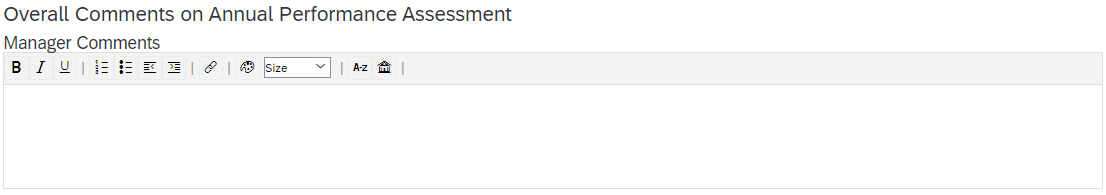 Overall Comments on Annual Performance Assessment
Manager Comments
B I U | | | Size | A-z |